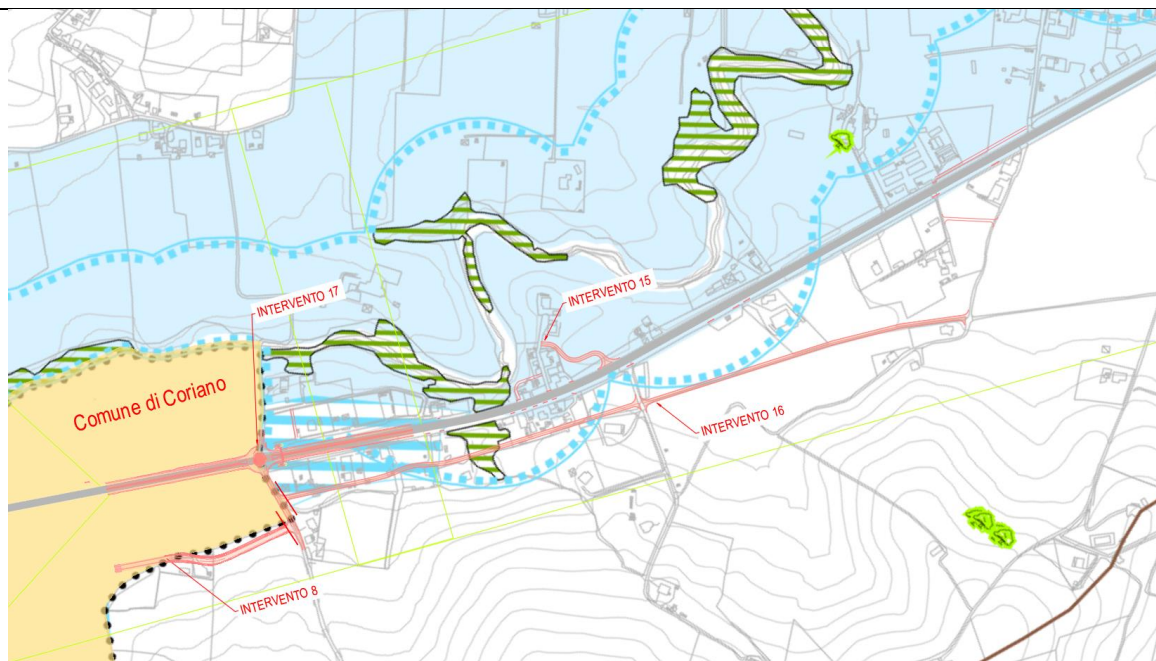 INTERVENTO 15
INTERVENTO 17
Comune di Coriano
INTERVENTO 16
INTERVENTO 8